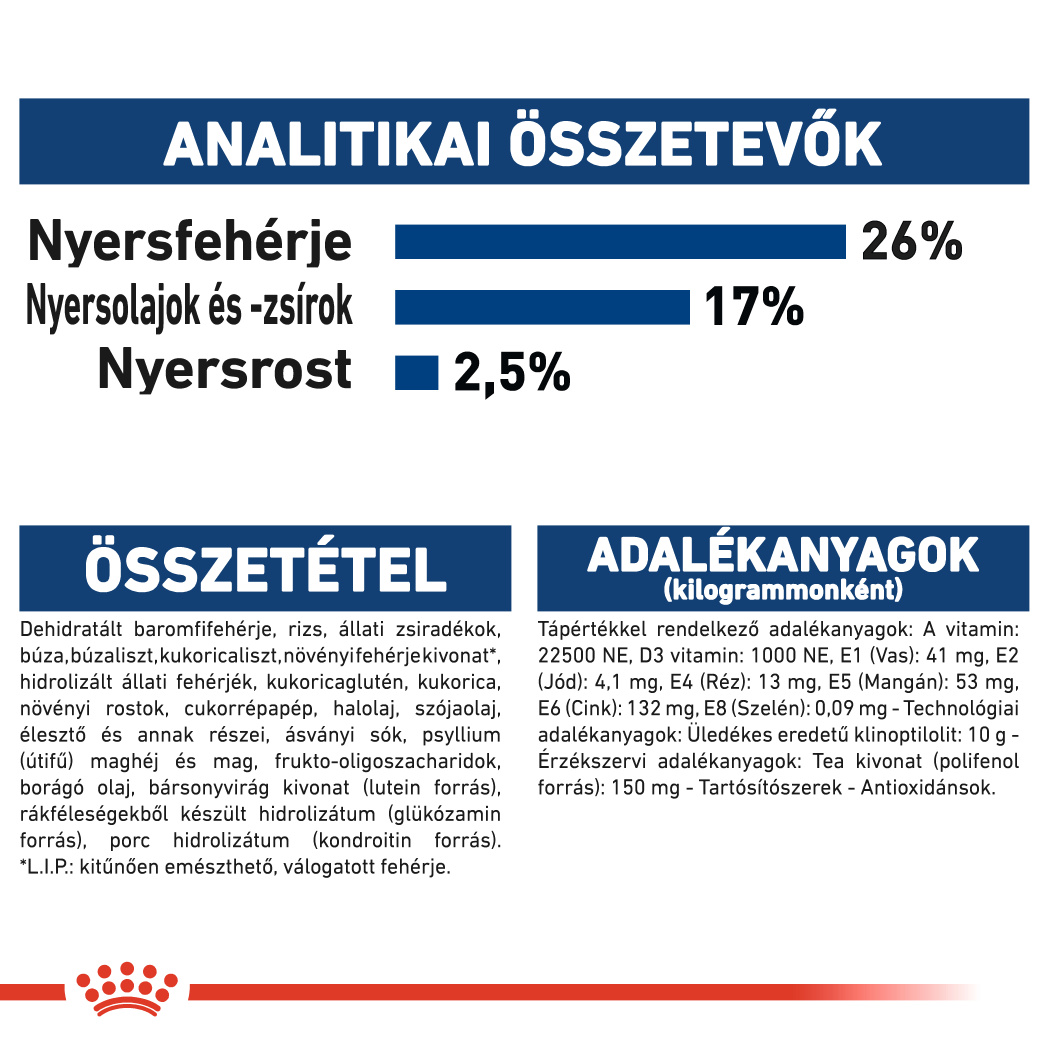 ANALITIKAI ÖSSZETEVŐK
Nyersfehérje 26%
Nyersolajok és -zsírok 17%
Nyersrost 2,5%
ÖSSZETÉTEL
Dehidratált baromfifehérje, rizs, állati zsiradékok,
búza, búzaliszt, kukoricaliszt, növényi fehérje kivonat*,
hidrolizált állati fehérjék, kukoricaglutén, kukorica,
növényi rostok, cukorrépapép, halolaj, szójaolaj,
élesztő és annak részei, ásványi sók, psyllium
(útifű) maghéj és mag, frukto-oligoszacharidok,
borágó olaj, bársonyvirág kivonat (lutein forrás),
rákféleségekből készült hidrolizátum (glükózamin
forrás), porc hidrolizátum (kondroitin forrás).
*L.I.P.: kitűnően emészthető, válogatott fehérje.
ADALÉKANYAGOK
(kilogrammonként)
Tápértékkel rendelkező adalékanyagok: A vitamin:
22500 NE, D3 vitamin: 1000 NE, E1 (Vas): 41 mg, E2
(Jód): 4,1 mg, E4 (Réz): 13 mg, E5 (Mangán): 53 mg,
E6 (Cink): 132 mg, E8 (Szelén): 0,09 mg - Technológiai
adalékanyagok: Üledékes eredetű klinoptilolit: 10 g -
Érzékszervi adalékanyagok: Tea kivonat (polifenol
forrás): 150 mg - Tartósítószerek - Antioxidánsok.